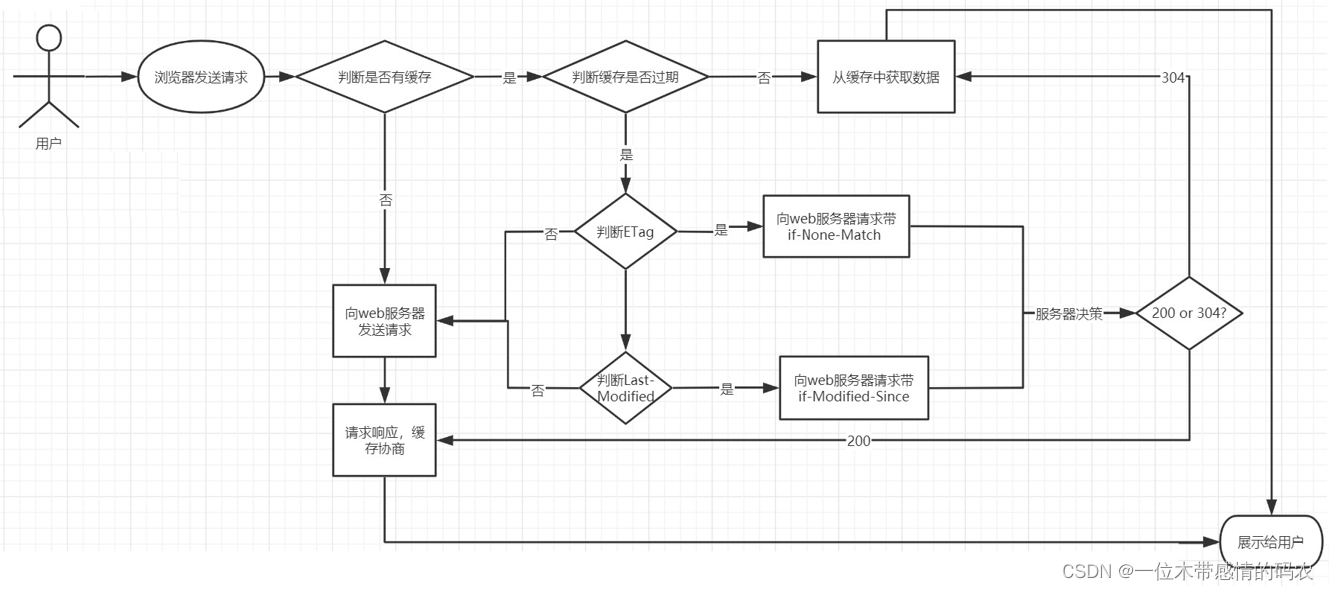 用户
浏览器发送请求
判断是否有缓存
是
判断缓存是否过期
否
从缓存中获取数据
304
否
是
否
判断ETag
是
向web服务器请求带
if-None-Match
向web服务器
发送请求
服务器决策
200 or 304?
否
判断Last-
Modified
是
向web服务器请求带
if-Modified-Since
请求响应，缓
存协商
200
展示给用户
CSDN @一位木带感情的码农